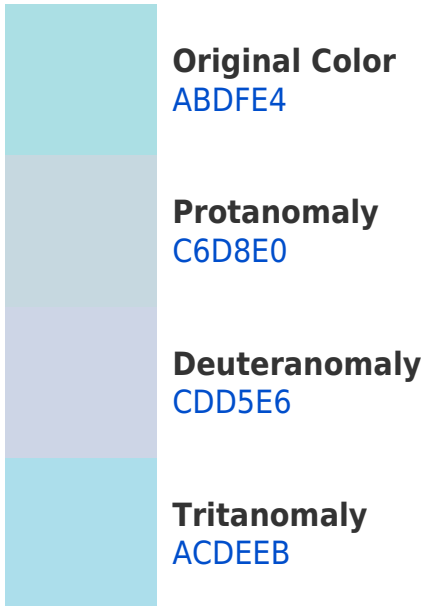 Original Color
ABDFE4
Protanomaly
C6D8E0
Deuteranomaly
CDD5E6
Tritanomaly
ACDEEB